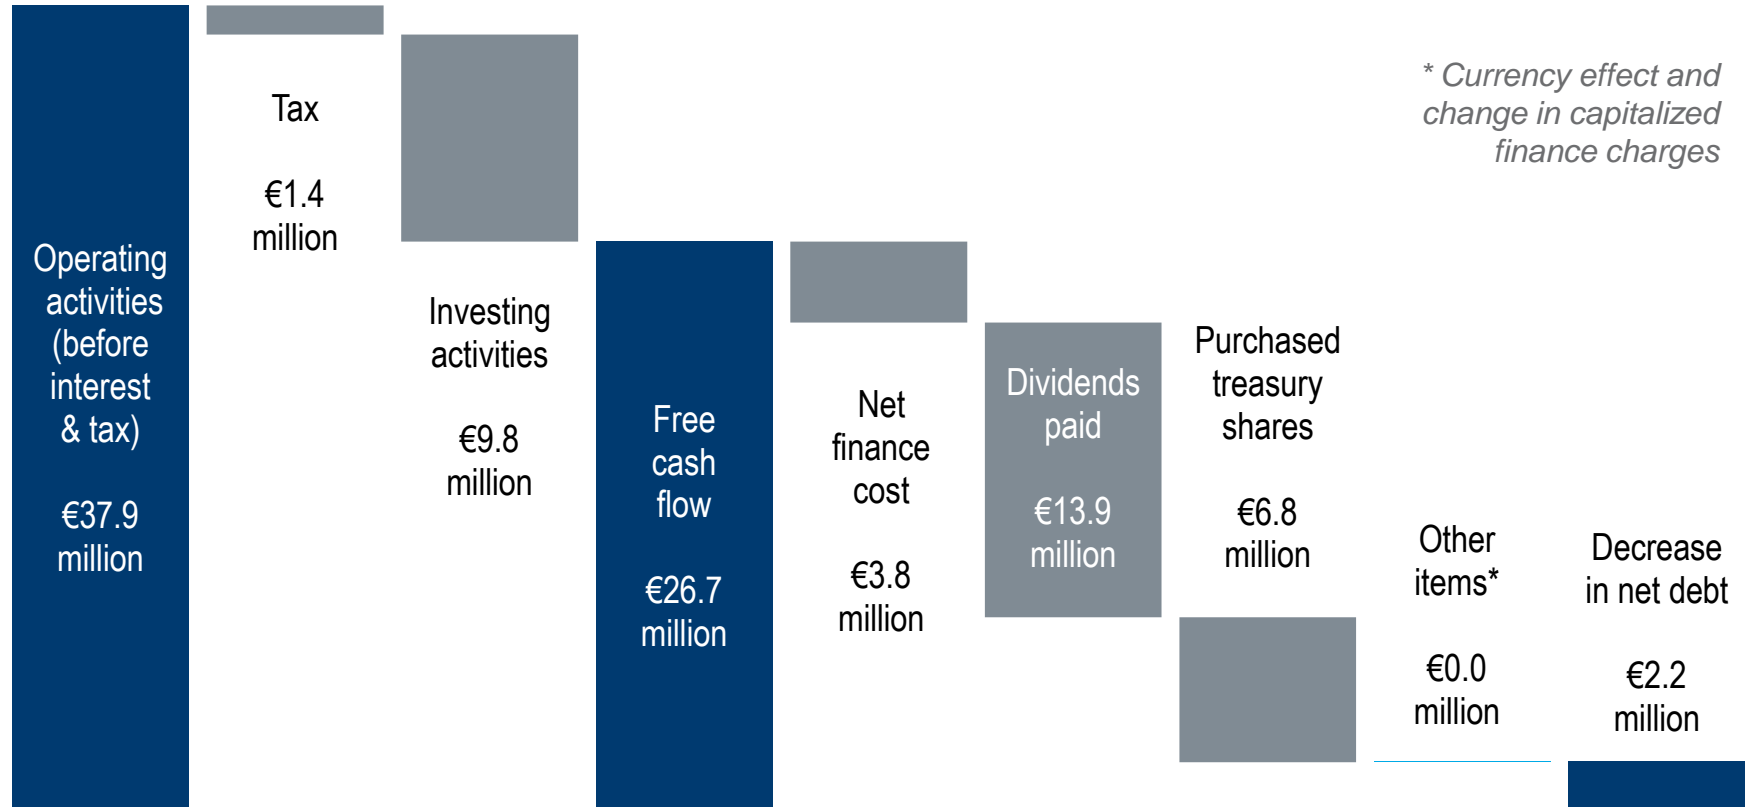 Operating
activities
(before
interest
& tax)
€37.9
million
Tax
€1.4
million
Investing
activities
€9.8
million
Free
cash
flow
€26.7
million
Net
finance
cost
€3.8
million
Dividends
paid
€13.9
million
Purchased
treasury
shares
€6.8
million
Other
items*
€0.0
million
Decrease
in net debt
€2.2
million
* Currency effect and
change in capitalized
finance charges